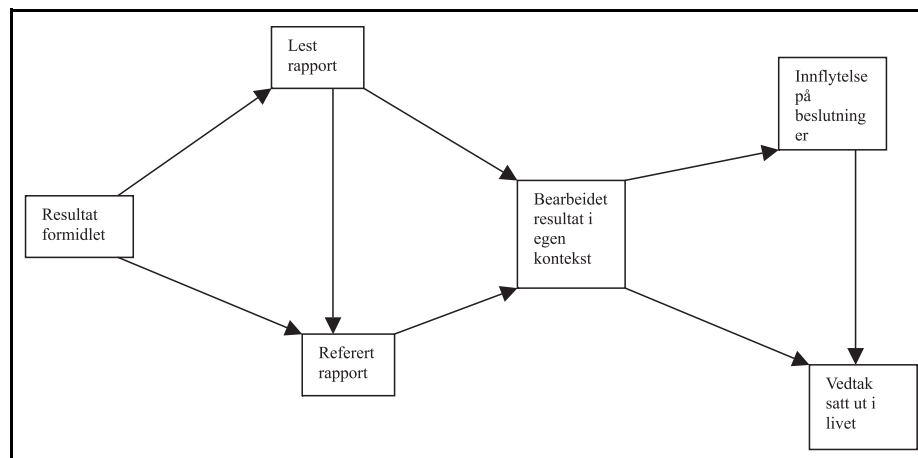 Lest
rapport
Innflytelse
på
beslutning
er
Resultat
formidlet
Bearbeidet
resultat i
egen
kontekst
Referert
rapport
Vedtak
satt ut i
livet